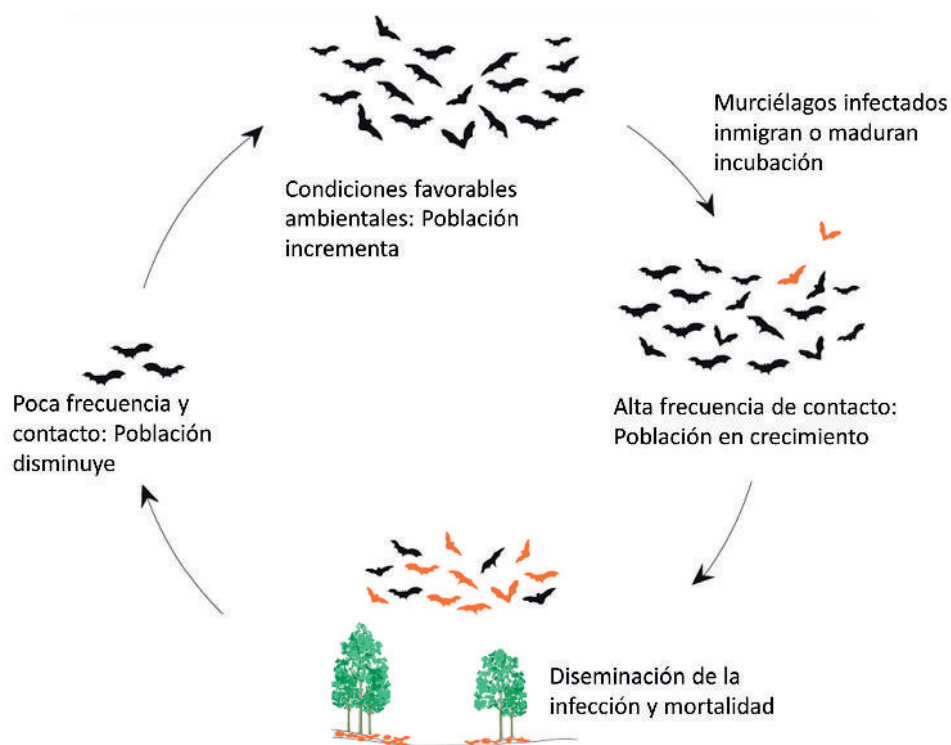 Condiciones favorables
ambientales: Población
incrementa
Murciélagos infectados
inmigran o maduran
incubación
Alta frecuencia de contacto:
Población en crecimiento
Diseminación de la
infección y mortalidad
Poca frecuencia y
contacto: Población
disminuye